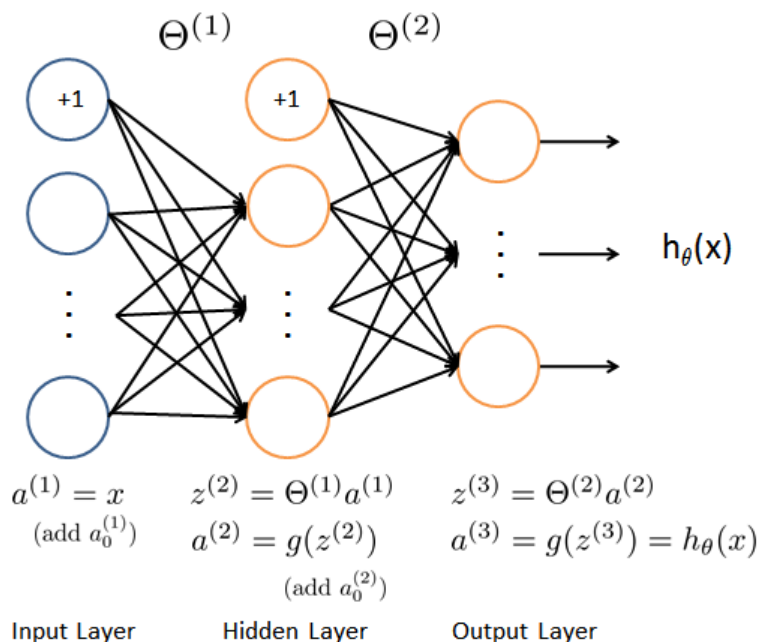 Θ^(1) Θ^(2)
+1 +1
h_θ(x)
a^(1) = x z^(2) = Θ^(1)a^(1) z^(3) = Θ^(2)a^(2)
(add a_0^(1)) a^(2) = g(z^(2)) a^(3) = g(z^(3)) = h_θ(x)
(add a_0^(2))
Input Layer Hidden Layer Output Layer